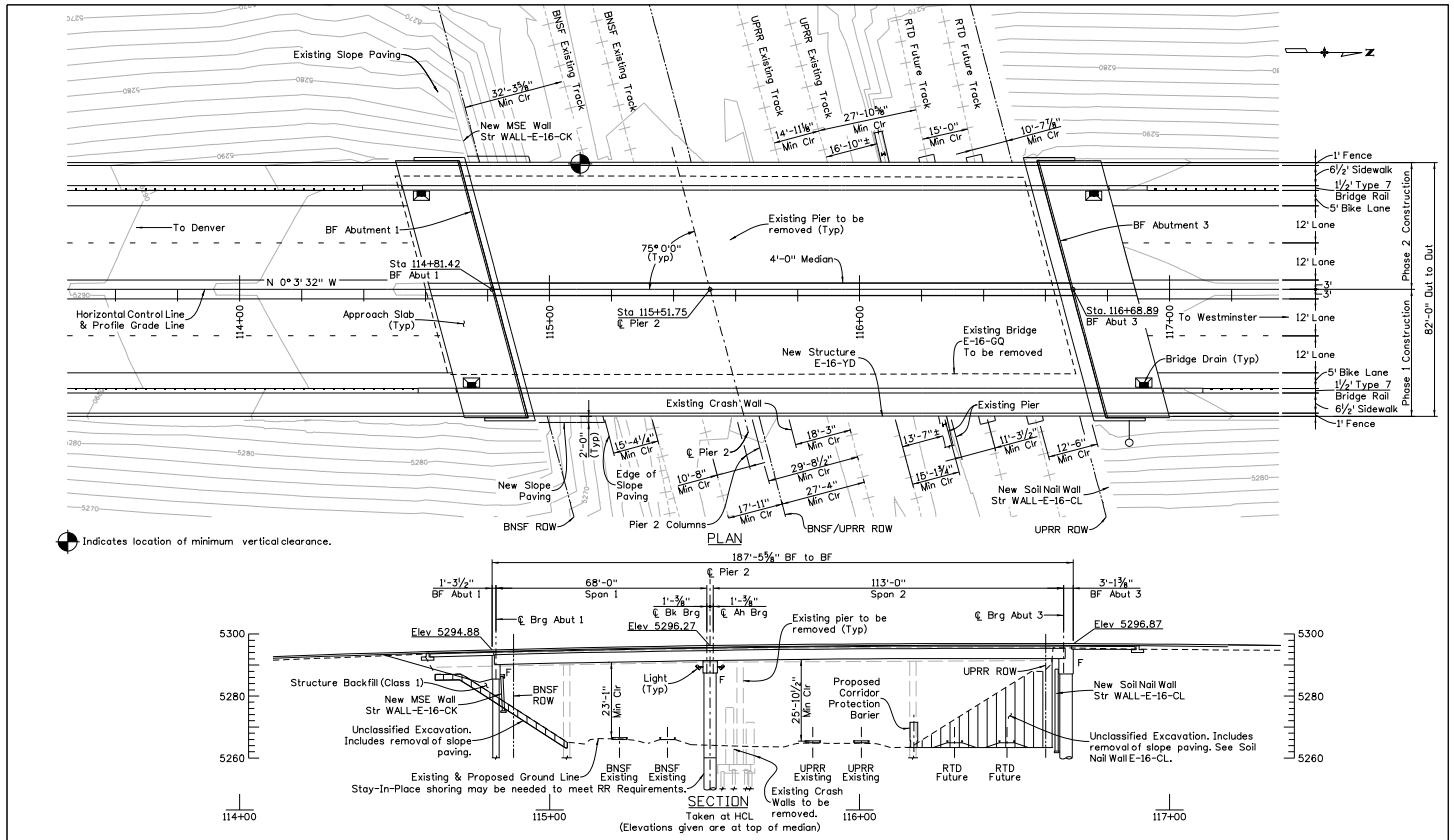 5270
5270
5280
5280
5290
5280
5280
BNSF Existing
Track
BNSF Existing
Track
UPRR Existing
Track
UPRR Existing
Track
RTD Future
Track
RTD Future
Track
N
Existing Slope Paving
32'-3⅝"
Min Clr
New MSE Wall
Str WALL-E-16-CK
14'-11⅛"
Min Clr
27'-10⅝"
Min Clr
16'-10"±
15'-0"
Min Clr
10'-7⅞"
Min Clr
1' Fence
6½' Sidewalk
1½' Type 7
Bridge Rail
5' Bike Lane
12' Lane
12' Lane
3'
3'
12' Lane
12' Lane
5' Bike Lane
1½' Type 7
Bridge Rail
6½' Sidewalk
1' Fence
Phase 2 Construction
Phase 1 Construction
82'-0" Out to Out
To Denver
BF Abutment 1
Existing Pier to be
removed (Typ)
BF Abutment 3
75° 0'0"
(Typ)
Sta 114+81.42
BF Abut 1
4'-0" Median
N 0° 3' 32" W
Horizontal Control Line
& Profile Grade Line
114+00
Approach Slab
(Typ)
115+00
Sta 115+51.75
℄ Pier 2
116+00
Sta. 116+68.89
BF Abut 3
117+00
To Westminster
Existing Bridge
E-16-GQ
To be removed
New Structure
E-16-YD
Bridge Drain (Typ)
Existing Crash Wall
Existing Pier
2'-0"
(Typ)
15'-4¼"
Min Clr
℄ Pier 2
18'-3"
Min Clr
13'-7"±
11'-3½"
Min Clr
12'-6"
Min Clr
10'-8"
Min Clr
29'-8½"
Min Clr
15'-1¾"
Min Clr
27'-4"
Min Clr
17'-11"
Min Clr
New Slope
Paving
Edge of
Slope
Paving
BNSF ROW
Pier 2 Columns
BNSF/UPRR ROW
New Soil Nail Wall
Str WALL-E-16-CL
UPRR ROW
5290
5280
5270
5270
5280
5280
Indicates location of minimum vertical clearance.
PLAN
187'-5⅝" BF to BF
℄ Pier 2
1'-3½"
BF Abut 1
68'-0"
Span 1
113'-0"
Span 2
3'-1⅜"
BF Abut 3
1'-⅜"
℄ Bk Brg
1'-⅜"
℄ Ah Brg
℄ Brg Abut 1
℄ Brg Abut 3
Existing pier to be
removed (Typ)
Elev 5294.88
Elev 5296.27
Elev 5296.87
5300
5280
5260
5300
5280
5260
Structure Backfill (Class 1)
New MSE Wall
Str WALL-E-16-CK
F
BNSF
ROW
23'-1"
Min Clr
Light
(Typ)
F
25'-10½"
Min Clr
Proposed
Corridor
Protection
Barier
UPRR ROW
F
New Soil Nail Wall
Str WALL-E-16-CL
Unclassified Excavation.
Includes removal of slope
paving.
Unclassified Excavation. Includes
removal of slope paving. See Soil
Nail Wall E-16-CL.
Existing & Proposed Ground Line
Stay-In-Place shoring may be needed to meet RR Requirements.
BNSF
Existing
BNSF
Existing
UPRR
Existing
UPRR
Existing
RTD
Future
RTD
Future
Existing Crash
Walls to be
removed.
SECTION
Taken at HCL
(Elevations given are at top of median)
114+00
115+00
116+00
117+00